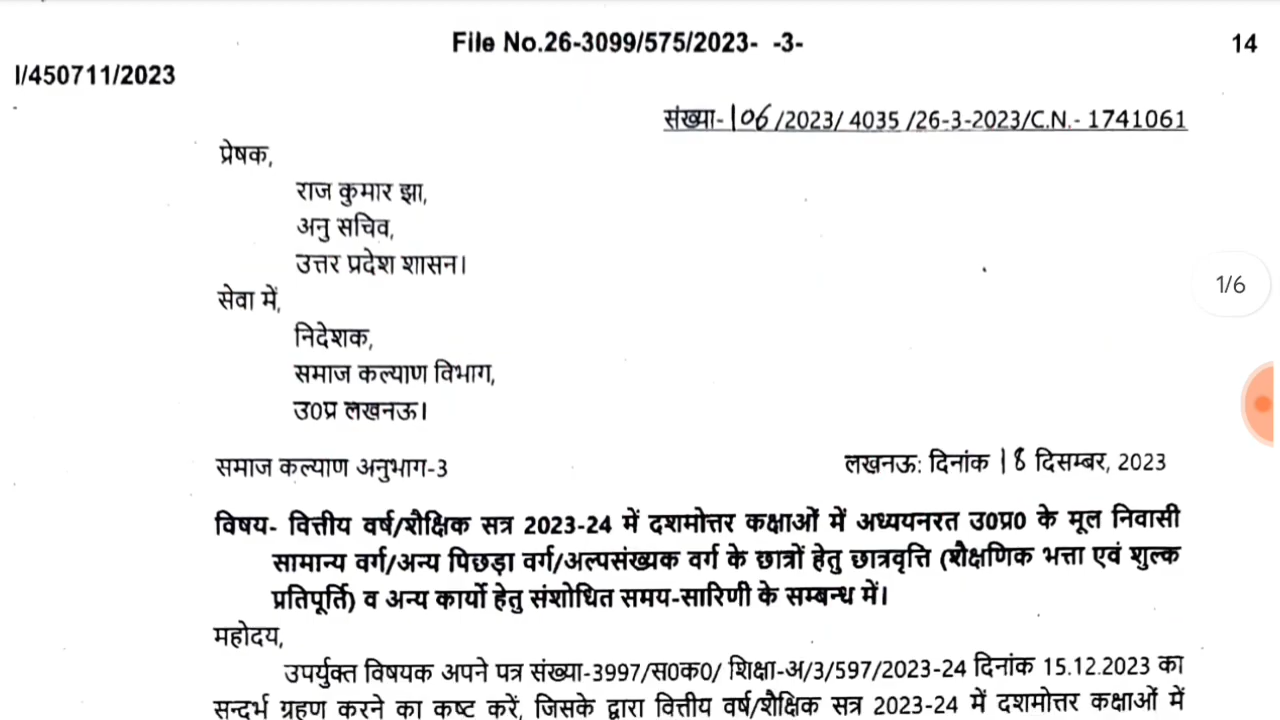 File No.26-3099/575/2023- -3-
14
I/450711/2023
संख्या-106/2023/ 4035 /26-3-2023/C.N.- 1741061
प्रेषक,
राज कुमार झा,
अनु सचिव,
उत्तर प्रदेश शासन।
सेवा में,
1/6
निदेशक,
समाज कल्याण विभाग,
उ0प्र लखनऊ।
समाज कल्याण अनुभाग-3
लखनऊः दिनांक 18 दिसम्बर, 2023
विषय- वित्तीय वर्ष/शैक्षिक सत्र 2023-24 में दशमोत्तर कक्षाओं में अध्ययनरत उ0प्र0 के मूल निवासी
सामान्य वर्ग/अन्य पिछड़ा वर्ग/अल्पसंख्यक वर्ग के छात्रों हेतु छात्रवृत्ति (शैक्षणिक भत्ता एवं शुल्क
प्रतिपूर्ति) व अन्य कार्यो हेतु संशोधित समय-सारिणी के सम्बन्ध में।
महोदय,
उपर्युक्त विषयक अपने पत्र संख्या-3997/स0क0/ शिक्षा-अ/3/597/2023-24 दिनांक 15.12.2023 का
सन्दर्भ ग्रहण करने का कष्ट करें, जिसके द्वारा वित्तीय वर्ष/शैक्षिक सत्र 2023-24 में दशमोत्तर कक्षाओं में